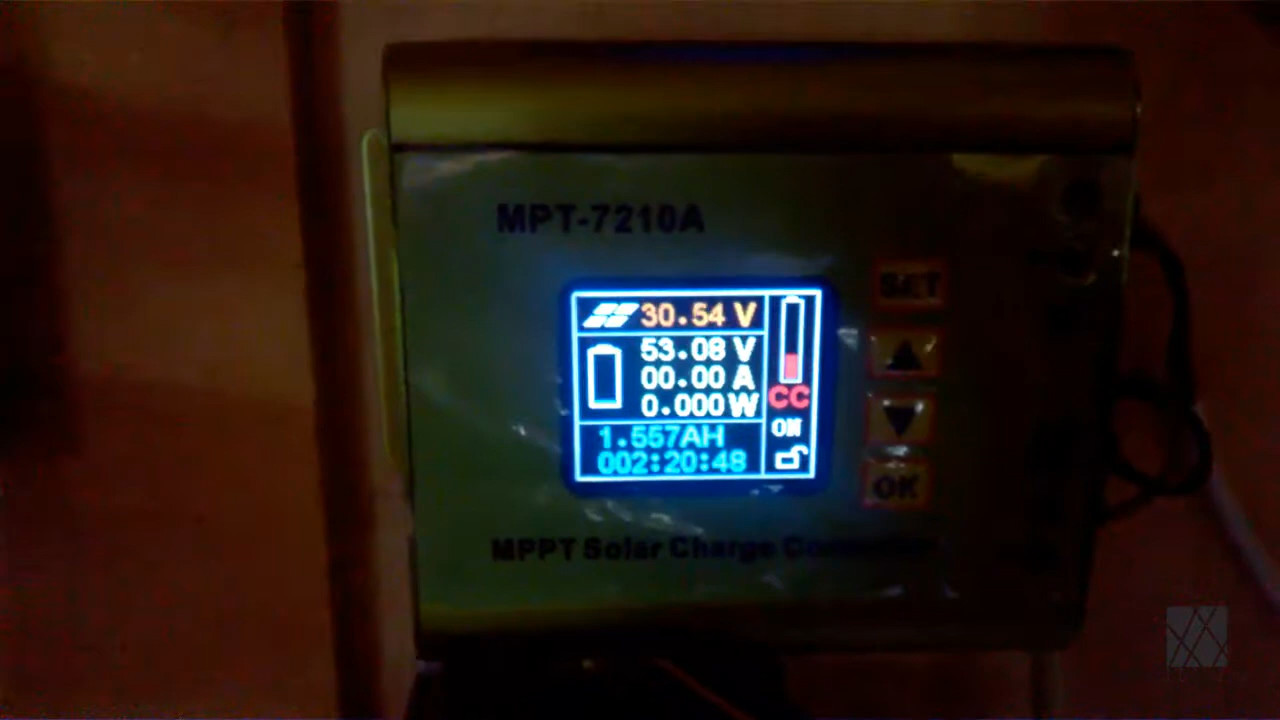 MPT-7210A
30.54 V
53.08 V
00.00 A
0.000W
1.557AH
002:20:48
CC
ON
SET
OK
MPPT Solar Charge